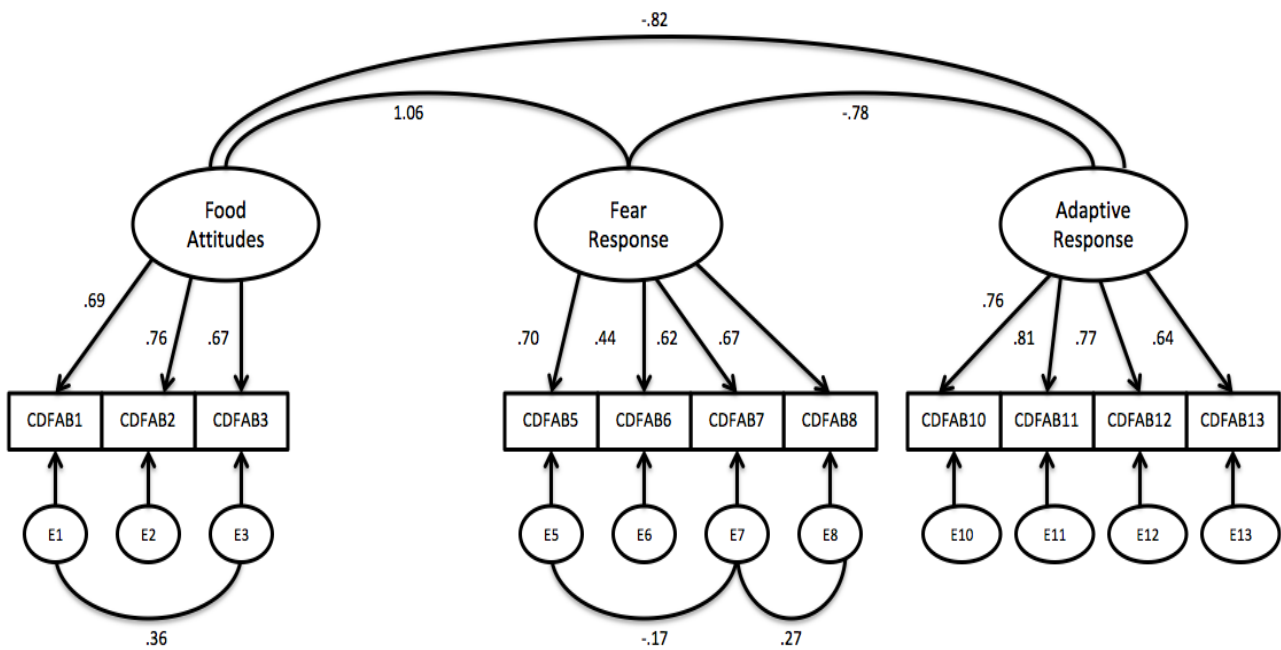 -.82
1.06
-.78
Food
Attitudes
Fear
Response
Adaptive
Response
.69
.76
.67
.70
.44
.62
.67
.76
.81
.77
.64
CDFAB1
CDFAB2
CDFAB3
CDFAB5
CDFAB6
CDFAB7
CDFAB8
CDFAB10
CDFAB11
CDFAB12
CDFAB13
E1
E2
E3
E5
E6
E7
E8
E10
E11
E12
E13
.36
-.17
.27